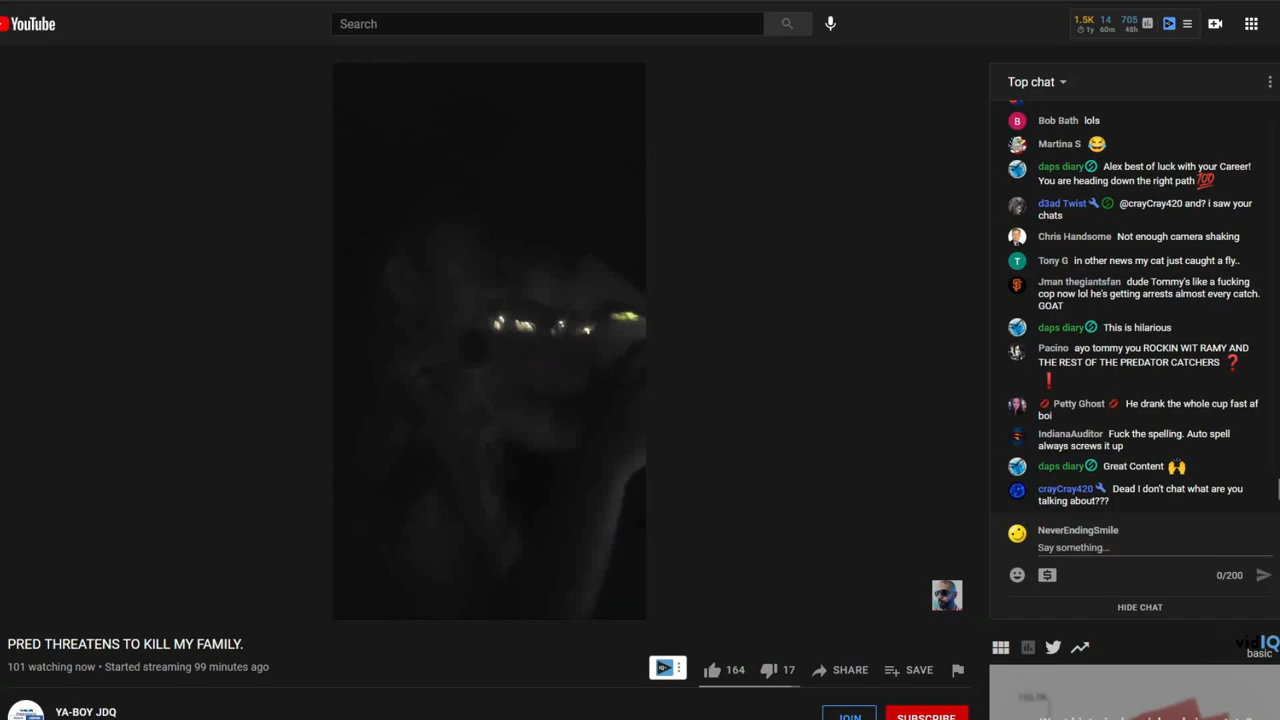 YouTube
Search
1.5K 14 705
1y 60m 48h
Top chat
Bob Bath lols
Martina S
daps diary Alex best of luck with your Career!
You are heading down the right path 100
d3ad Twist @crayCray420 and? i saw your
chats
Chris Handsome Not enough camera shaking
Tony G in other news my cat just caught a fly..
Jman thegiantsfan dude Tommy's like a fucking
cop now lol he's getting arrests almost every catch.
GOAT
daps diary This is hilarious
Pacino ayo tommy you ROCKIN WIT RAMY AND
THE REST OF THE PREDATOR CATCHERS ❓
❗
Petty Ghost He drank the whole cup fast af
boi
IndianaAuditor Fuck the spelling. Auto spell
always screws it up
daps diary Great Content
crayCray420 Dead I don't chat what are you
talking about???
NeverEndingSmile
Say something...
0/200
HIDE CHAT
PRED THREATENS TO KILL MY FAMILY.
101 watching now • Started streaming 99 minutes ago
164 17 SHARE SAVE
vidIQ
basic
YA-BOY JDQ
JOIN SUBSCRIBE